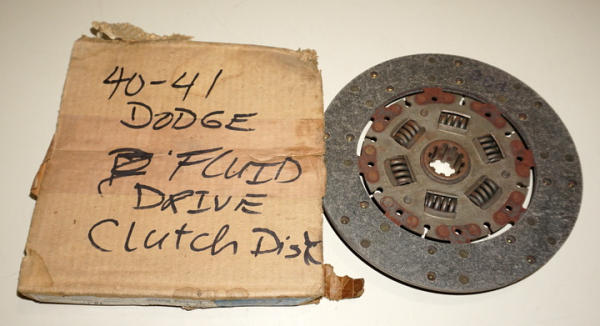 40-41
DODGE
FLUID
DRIVE
Clutch Disk